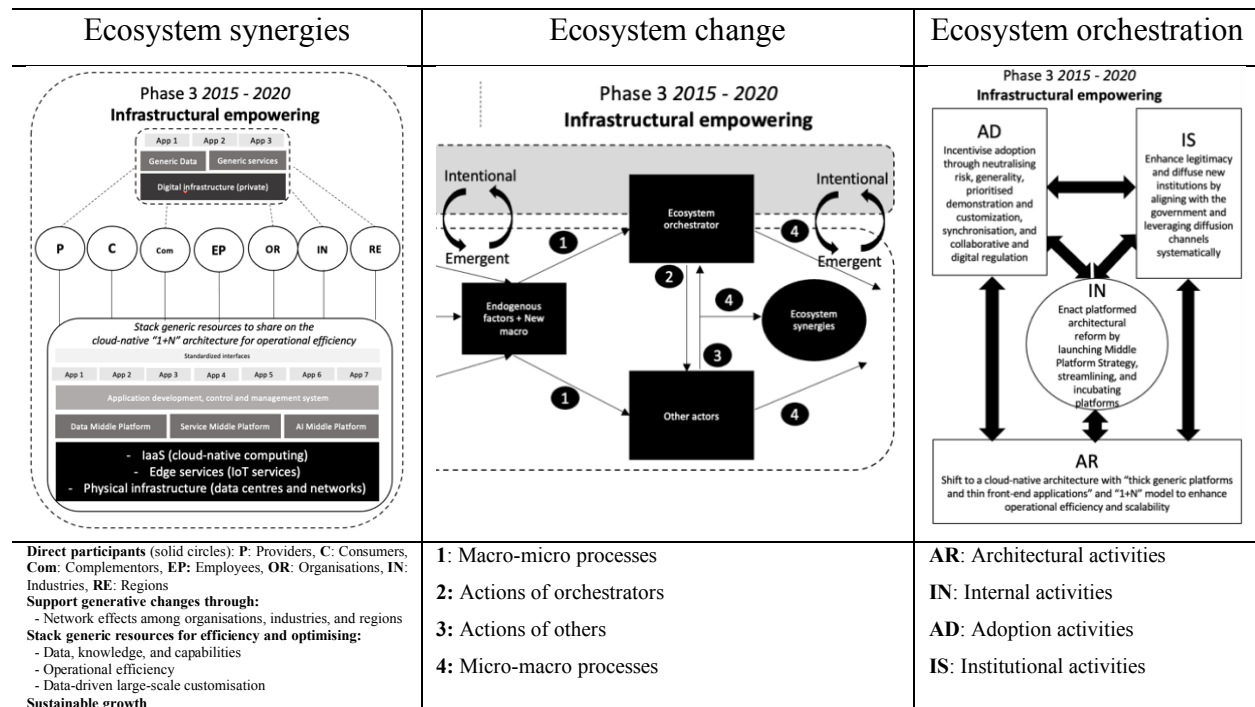 Ecosystem synergies
Ecosystem change
Ecosystem orchestration
Phase 3 2015 - 2020
Infrastructural empowering
App 1
App 2
App 3
Generic Data
Generic services
Digital infrastructure (private)
P
C
Com
EP
OR
IN
RE
Stack generic resources to share on the
cloud-native "1+N" architecture for operational efficiency
Standardized interfaces
App 1
App 2
App 3
App 4
App 5
App 6
App 7
Application development, control and management system
Data Middle Platform
Service Middle Platform
AI Middle Platform
- IaaS (cloud-native computing)
- Edge services (IoT services)
- Physical infrastructure (data centres and networks)
Phase 3 2015 - 2020
Infrastructural empowering
Intentional
Emergent
Ecosystem
orchestrator
Intentional
Emergent
1
4
2
4
3
1
4
Endogenous
factors + New
macro
Ecosystem
synergies
Other actors
Phase 3 2015 - 2020
Infrastructural empowering
AD
Incentivise adoption
through neutralising
risk, generality,
prioritised
demonstration and
customization,
synchronisation, and
collaborative and
digital regulation
IS
Enhance legitimacy
and diffuse new
institutions by
aligning with the
government and
leveraging diffusion
channels
systematically
IN
Enact platformed
architectural
reform by
launching Middle
Platform Strategy,
streamlining, and
incubating
platforms
AR
Shift to a cloud-native architecture with "thick generic platforms
and thin front-end applications" and "1+N" model to enhance
operational efficiency and scalability
Direct participants (solid circles): P: Providers, C: Consumers,
Com: Complementors, EP: Employees, OR: Organisations, IN:
Industries, RE: Regions
Support generative changes through:
- Network effects among organisations, industries, and regions
Stack generic resources for efficiency and optimising:
- Data, knowledge, and capabilities
- Operational efficiency
- Data-driven large-scale customisation
Sustainable growth
1: Macro-micro processes
2: Actions of orchestrators
3: Actions of others
4: Micro-macro processes
AR: Architectural activities
IN: Internal activities
AD: Adoption activities
IS: Institutional activities